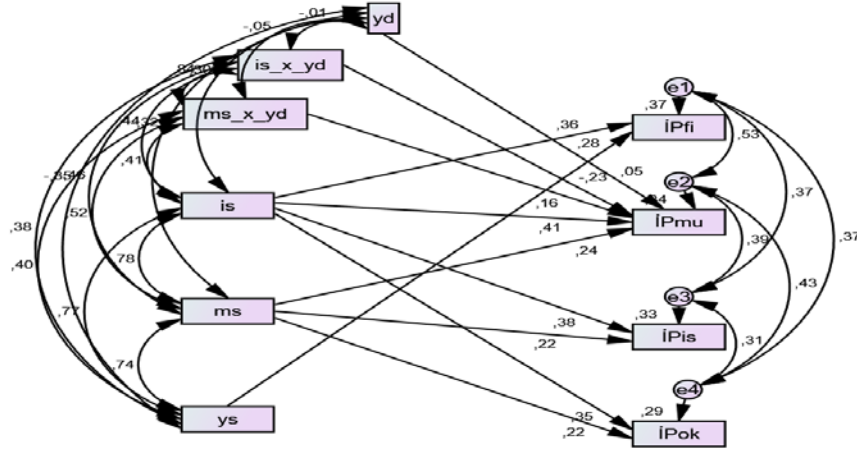 -,01
yd
-,05
is_x_yd
ms_x_yd
e1
,37
İPfi
,36
,28
,53
,41
,05
e2
-,23
,37
is
,16
İPmu
,52
,41
,38
,37
,24
,39
,40
,78
,43
e3
ms
,33
,38
İPis
,31
,77
,22
,74
e4
,35
,29
ys
,22
İPok